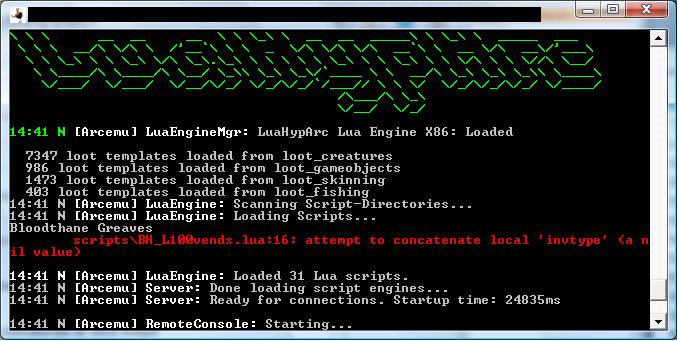 14:41 N [Arcemu] LuaEngineMgr: LuaHypArc Lua Engine X86: Loaded
7347 loot templates loaded from loot_creatures
986 loot templates loaded from loot_gameobjects
1473 loot templates loaded from loot_skinning
403 loot templates loaded from loot_fishing
14:41 N [Arcemu] LuaEngine: Scanning Script-Directories...
14:41 N [Arcemu] LuaEngine: Loading Scripts...
Bloodthane Greaves
scripts\BH_L100vends.lua:16: attempt to concatenate local 'invtype' (a n
il value)
14:41 N [Arcemu] LuaEngine: Loaded 31 Lua scripts.
14:41 N [Arcemu] Server: Done loading script engines...
14:41 N [Arcemu] Server: Ready for connections. Startup time: 24835ms
14:41 N [Arcemu] RemoteConsole: Starting...